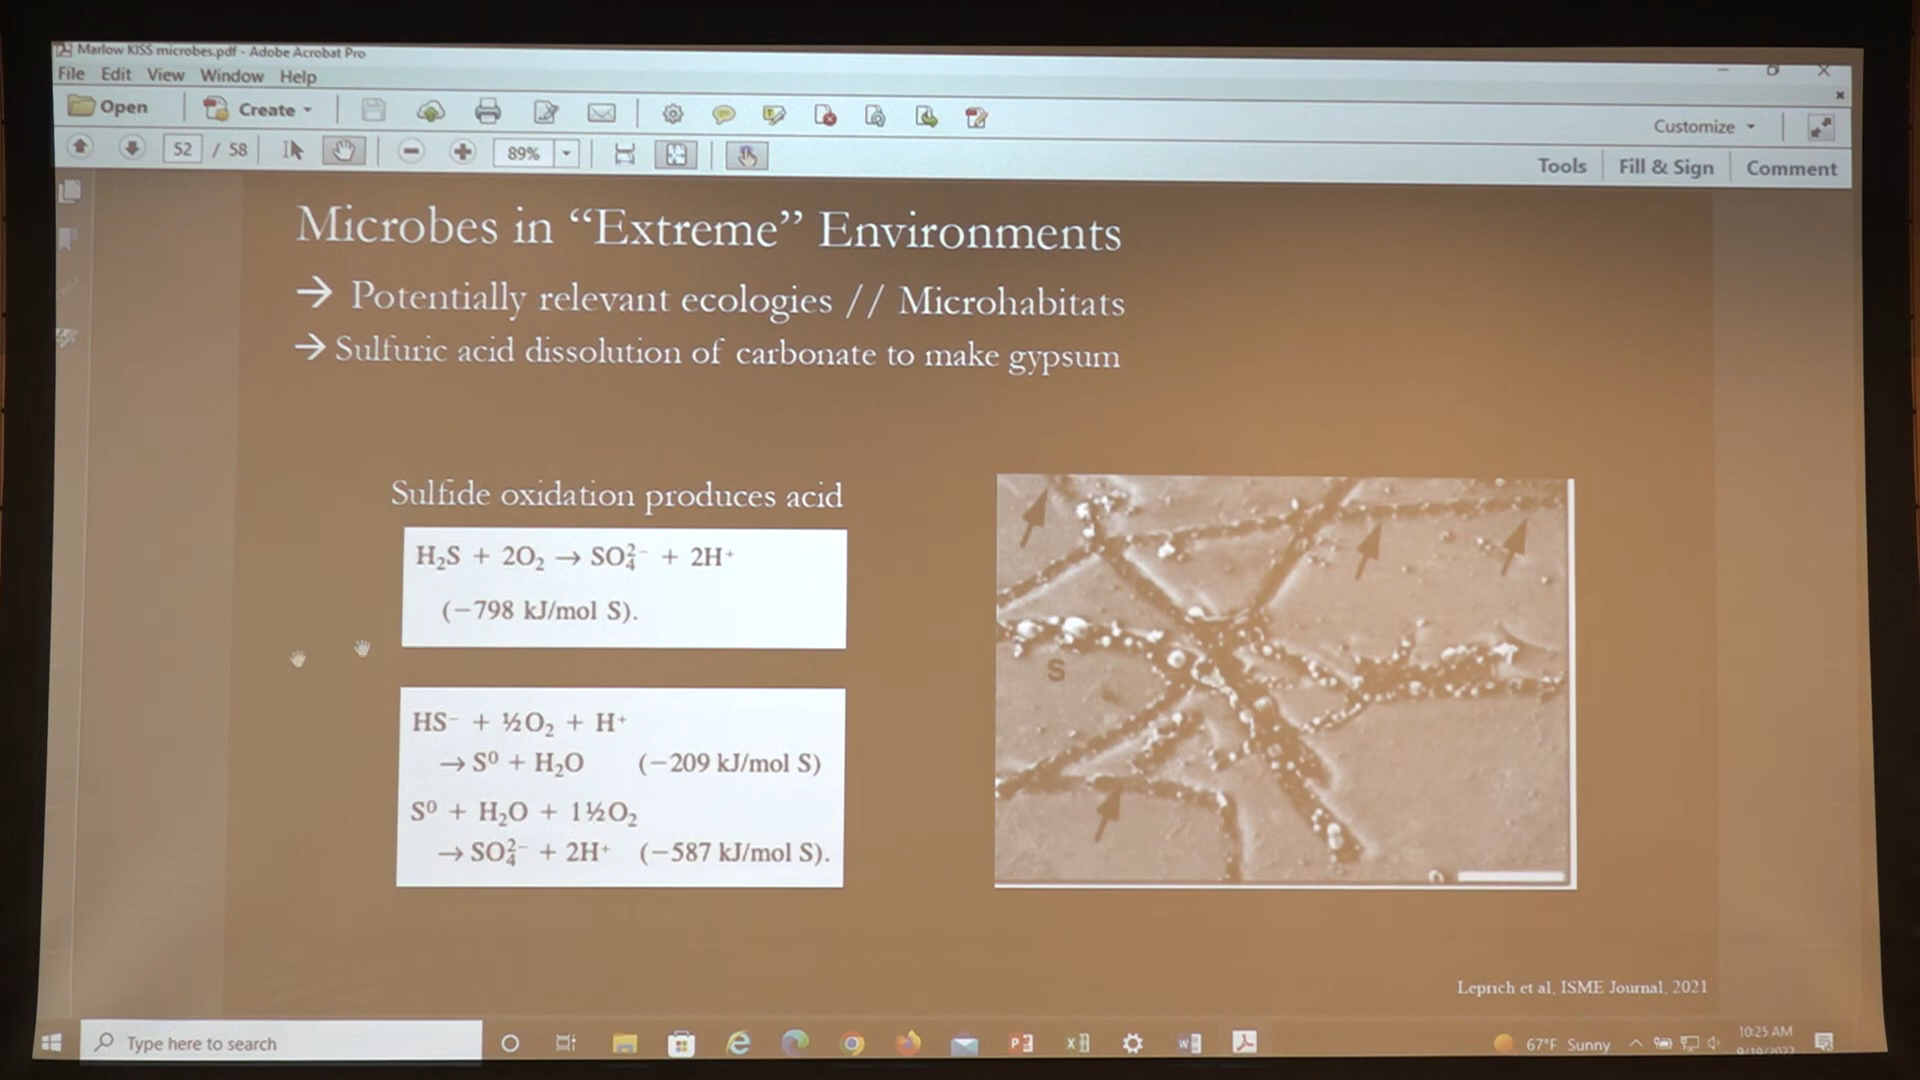 Marlow KISS microbes.pdf - Adobe Acrobat Pro
File Edit View Window Help
Open Create
Customize
52 / 58 89%
Tools Fill & Sign Comment
Microbes in “Extreme” Environments
→ Potentially relevant ecologies // Microhabitats
→ Sulfuric acid dissolution of carbonate to make gypsum
Sulfide oxidation produces acid
H₂S + 2O₂ → SO₄²⁻ + 2H⁺
(−798 kJ/mol S).
HS⁻ + ½O₂ + H⁺
→ S⁰ + H₂O (−209 kJ/mol S)
S⁰ + H₂O + 1½O₂
→ SO₄²⁻ + 2H⁺ (−587 kJ/mol S).
S
Leprich et al, ISME Journal, 2021
Type here to search
67°F Sunny
10:25 AM